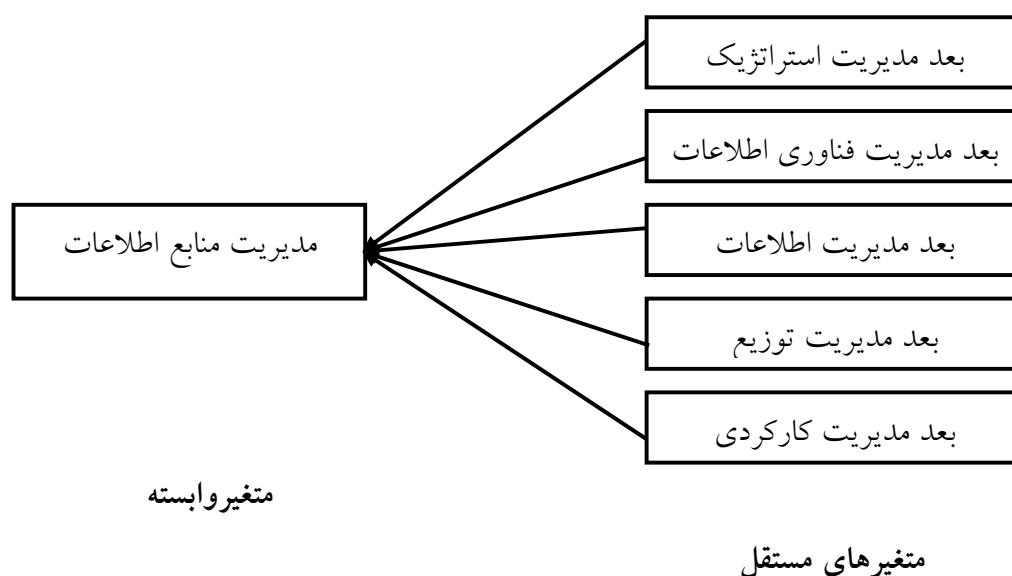 بعد مدیریت استراتژیک
بعد مدیریت فناوری اطلاعات
بعد مدیریت اطلاعات
مدیریت منابع اطلاعات
بعد مدیریت توزیع
بعد مدیریت کارکردی
متغیروابسته
متغیرهای مستقل